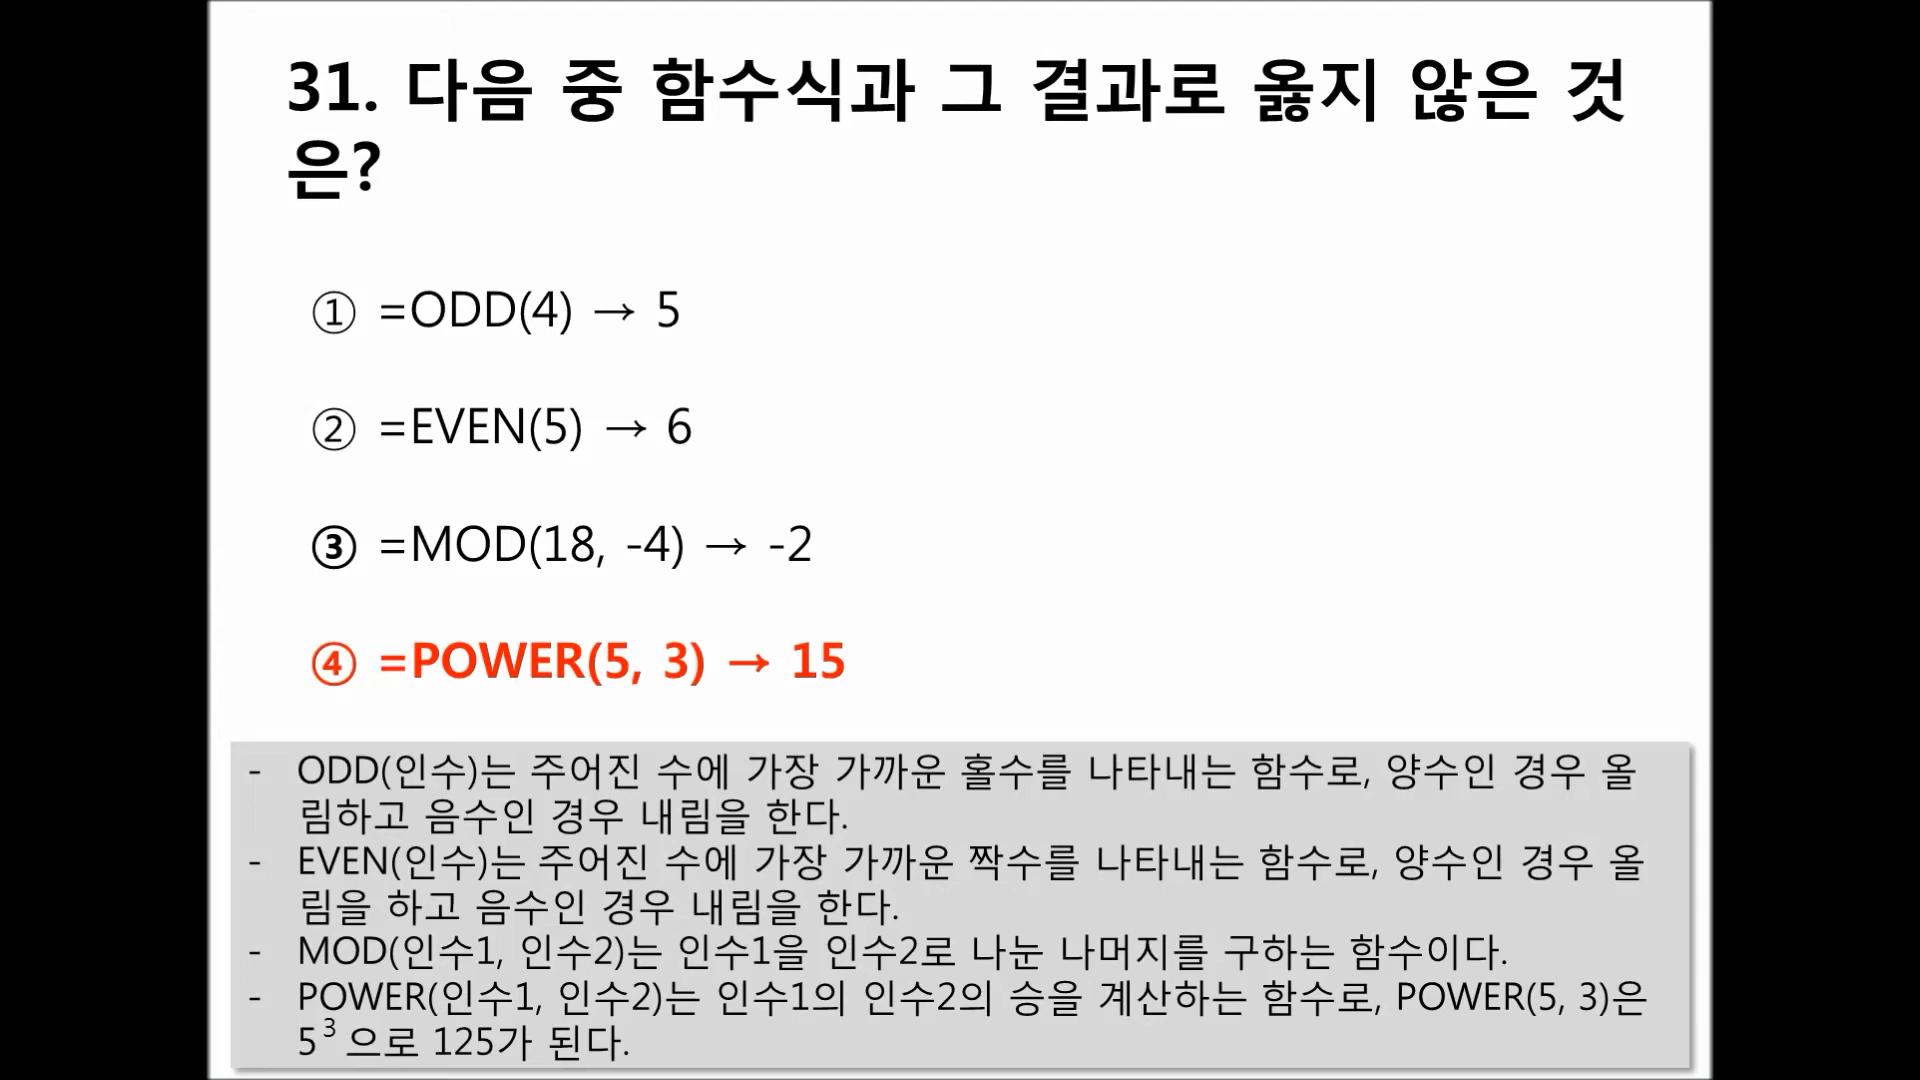 31. 다음 중 함수식과 그 결과로 옳지 않은 것
은?
① =ODD(4) → 5
② =EVEN(5) → 6
③ =MOD(18, -4) → -2
④ =POWER(5, 3) → 15
- ODD(인수)는 주어진 수에 가장 가까운 홀수를 나타내는 함수로, 양수인 경우 올
림하고 음수인 경우 내림을 한다.
- EVEN(인수)는 주어진 수에 가장 가까운 짝수를 나타내는 함수로, 양수인 경우 올
림을 하고 음수인 경우 내림을 한다.
- MOD(인수1, 인수2)는 인수1을 인수2로 나눈 나머지를 구하는 함수이다.
- POWER(인수1, 인수2)는 인수1의 인수2의 승을 계산하는 함수로, POWER(5, 3)은
5³ 으로 125가 된다.